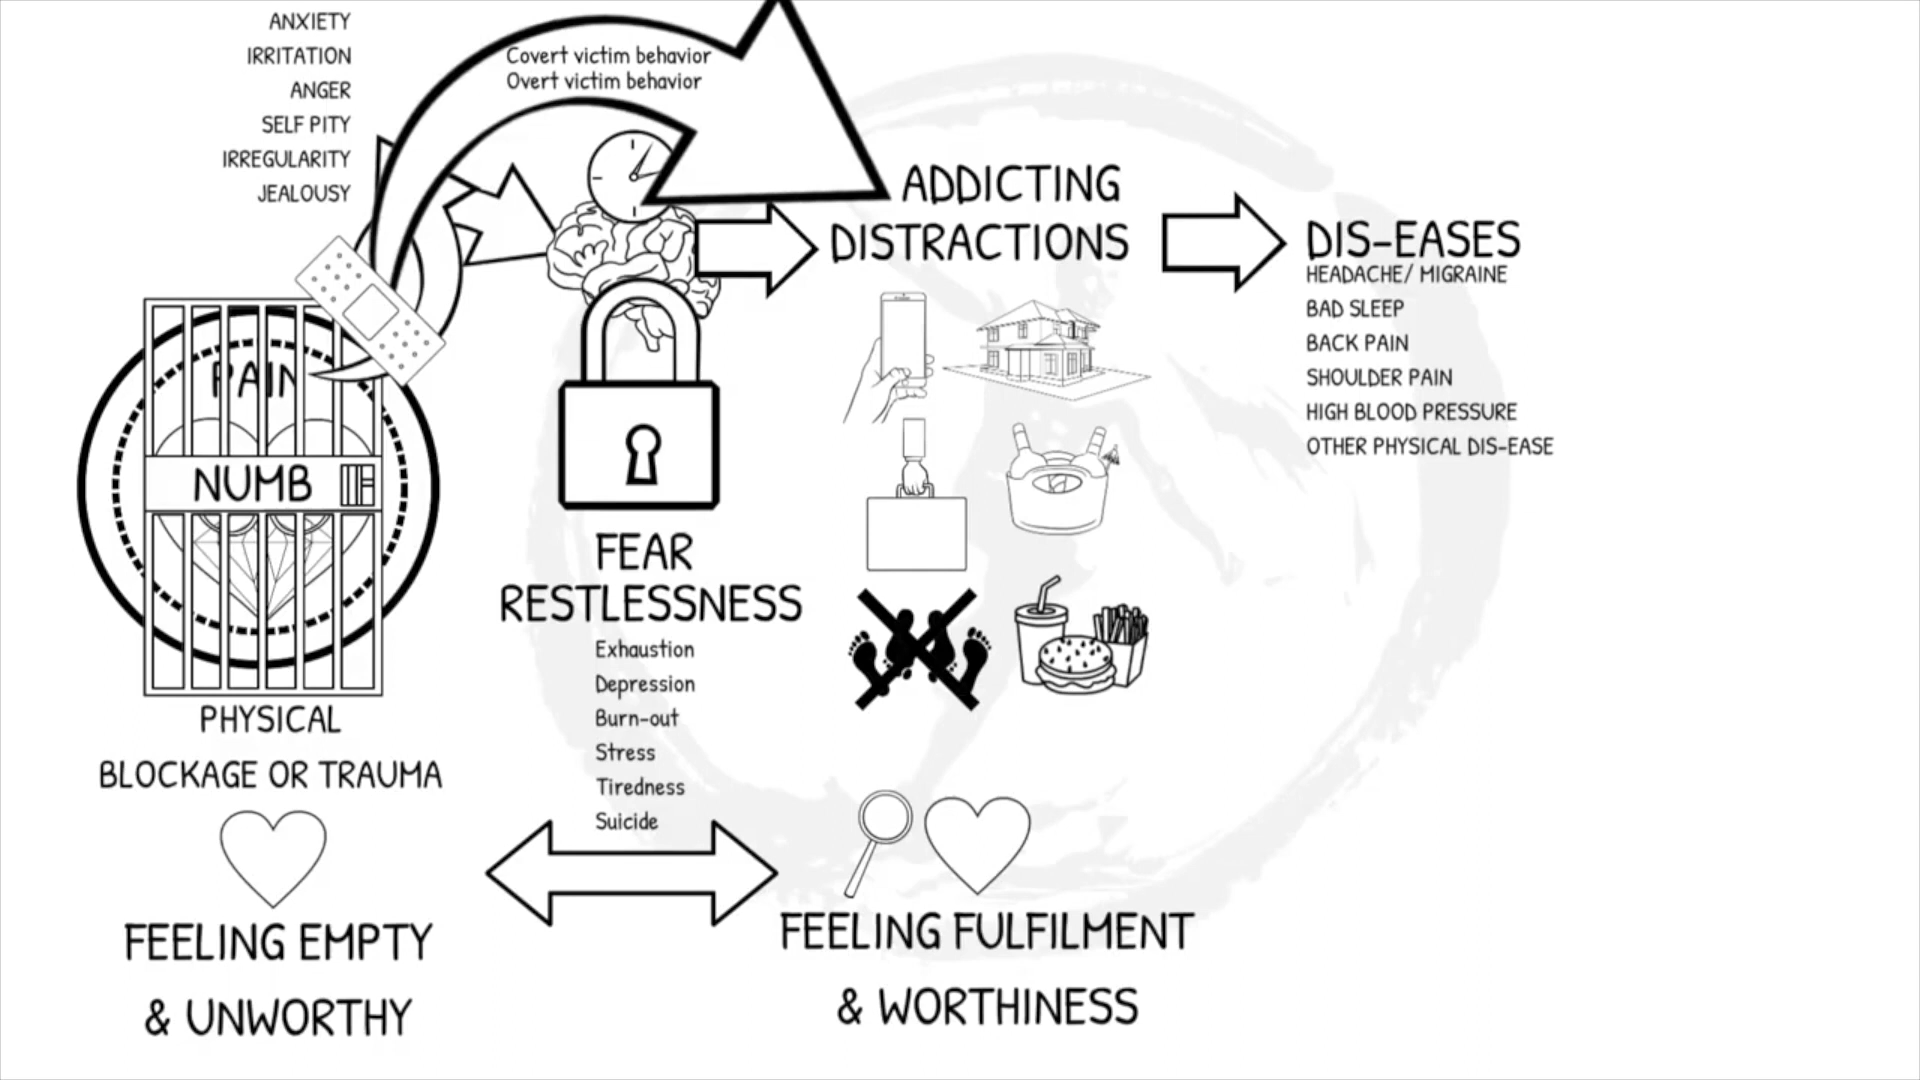 ANXIETY
IRRITATION
ANGER
SELF PITY
IRREGULARITY
JEALOUSY
Covert victim behavior
Overt victim behavior
PAIN
NUMB
PHYSICAL
BLOCKAGE OR TRAUMA
FEELING EMPTY
& UNWORTHY
FEAR
RESTLESSNESS
Exhaustion
Depression
Burn-out
Stress
Tiredness
Suicide
ADDICTING
DISTRACTIONS
FEELING FULFILMENT
& WORTHINESS
DIS-EASES
HEADACHE/ MIGRAINE
BAD SLEEP
BACK PAIN
SHOULDER PAIN
HIGH BLOOD PRESSURE
OTHER PHYSICAL DIS-EASE